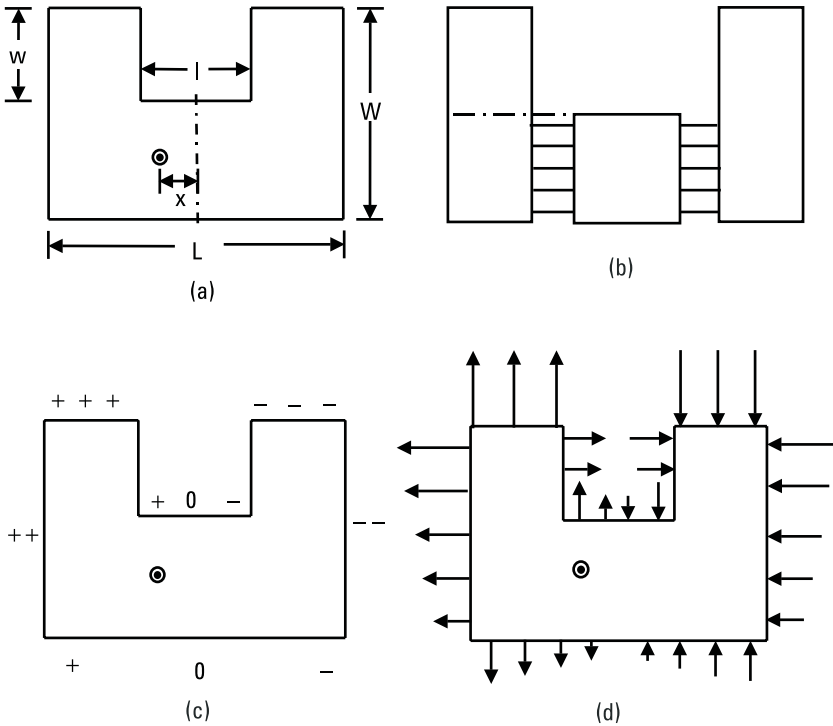 w
l
W
x
L
(a)
(b)
+ + +
− − −
+ 0 −
++
−−
+ 0 −
(c)
(d)